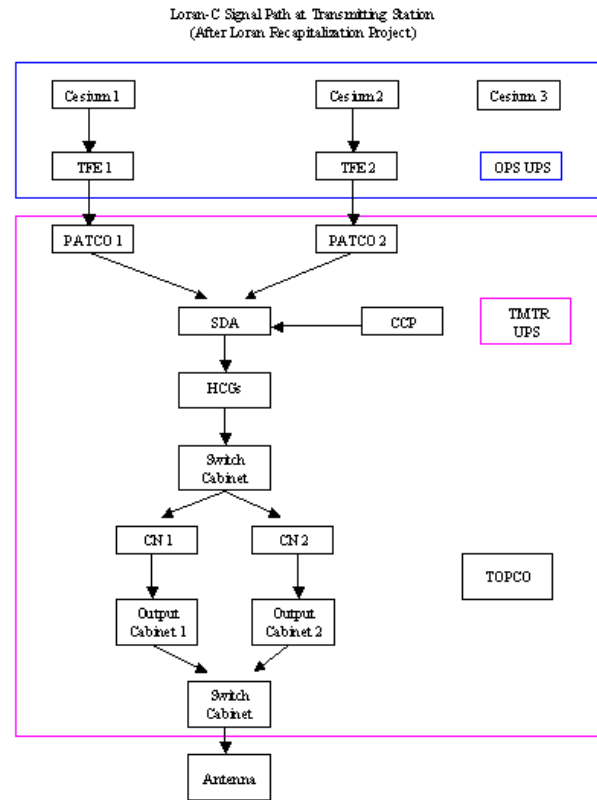 Loran-C Signal Path at Transmitting Station
(After Loran Recapitalization Project)
Cesium 1
Cesium 2
Cesium 3
TFE 1
TFE 2
OPS UPS
PATCO 1
PATCO 2
SDA
CCP
TMTR
UPS
HCGs
Switch
Cabinet
CN 1
CN 2
TOPCO
Output
Cabinet 1
Output
Cabinet 2
Switch
Cabinet
Antenna